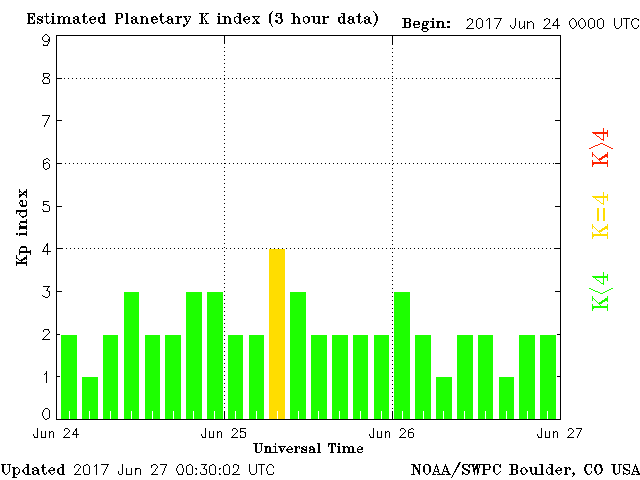 Estimated Planetary K index (3 hour data)
Begin: 2017 Jun 24 0000 UTC
9
8
7
6
5
4
3
2
1
0
Kp index
K>4
K=4
K<4
Jun 24
Jun 25
Jun 26
Jun 27
Universal Time
Updated 2017 Jun 27 00:30:02 UTC
NOAA/SWPC Boulder, CO USA